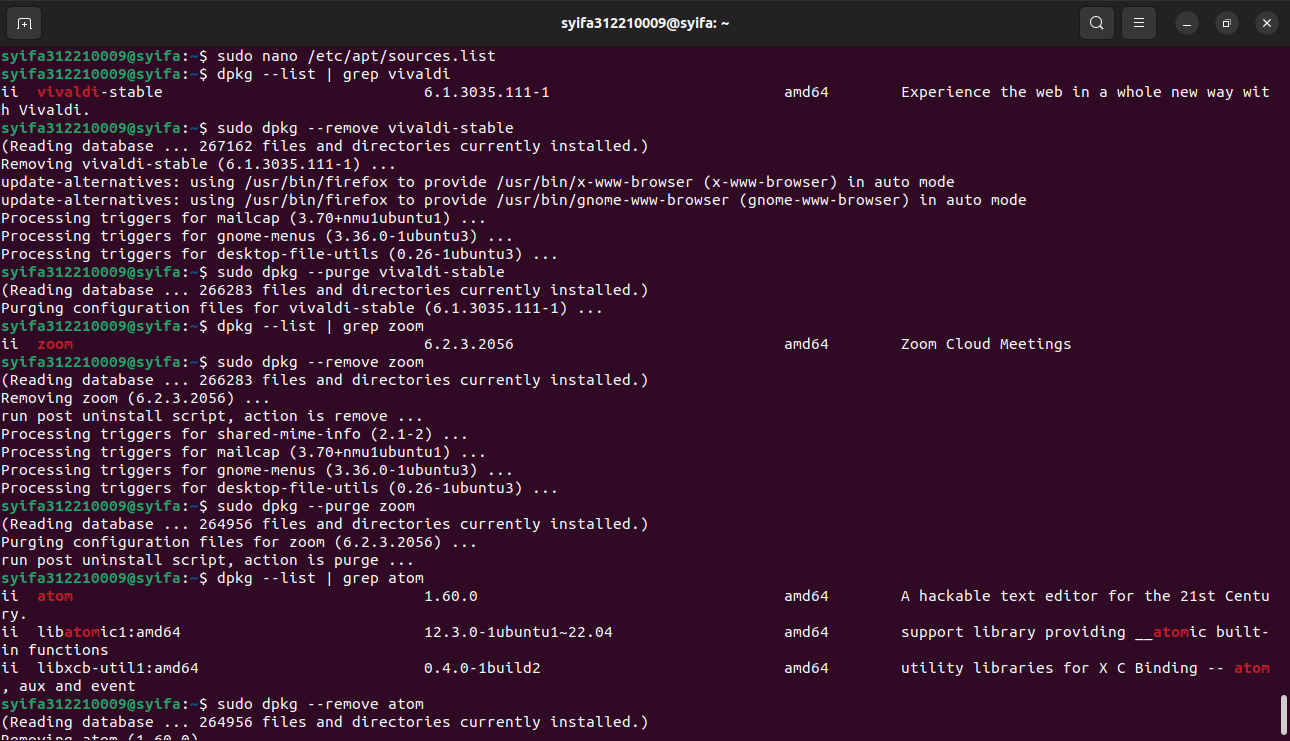 syifa312210009@syifa: ~
syifa312210009@syifa:~$ sudo nano /etc/apt/sources.list
syifa312210009@syifa:~$ dpkg --list | grep vivaldi
ii  vivaldi-stable                             6.1.3035.111-1                          amd64        Experience the web in a whole new way wit
h Vivaldi.
syifa312210009@syifa:~$ sudo dpkg --remove vivaldi-stable
(Reading database ... 267162 files and directories currently installed.)
Removing vivaldi-stable (6.1.3035.111-1) ...
update-alternatives: using /usr/bin/firefox to provide /usr/bin/x-www-browser (x-www-browser) in auto mode
update-alternatives: using /usr/bin/firefox to provide /usr/bin/gnome-www-browser (gnome-www-browser) in auto mode
Processing triggers for mailcap (3.70+nmu1ubuntu1) ...
Processing triggers for gnome-menus (3.36.0-1ubuntu3) ...
Processing triggers for desktop-file-utils (0.26-1ubuntu3) ...
syifa312210009@syifa:~$ sudo dpkg --purge vivaldi-stable
(Reading database ... 266283 files and directories currently installed.)
Purging configuration files for vivaldi-stable (6.1.3035.111-1) ...
syifa312210009@syifa:~$ dpkg --list | grep zoom
ii  zoom                                       6.2.3.2056                              amd64        Zoom Cloud Meetings
syifa312210009@syifa:~$ sudo dpkg --remove zoom
(Reading database ... 266283 files and directories currently installed.)
Removing zoom (6.2.3.2056) ...
run post uninstall script, action is remove ...
Processing triggers for shared-mime-info (2.1-2) ...
Processing triggers for mailcap (3.70+nmu1ubuntu1) ...
Processing triggers for gnome-menus (3.36.0-1ubuntu3) ...
Processing triggers for desktop-file-utils (0.26-1ubuntu3) ...
syifa312210009@syifa:~$ sudo dpkg --purge zoom
(Reading database ... 264956 files and directories currently installed.)
Purging configuration files for zoom (6.2.3.2056) ...
run post uninstall script, action is purge ...
syifa312210009@syifa:~$ dpkg --list | grep atom
ii  atom                                       1.60.0                                  amd64        A hackable text editor for the 21st Centu
ry.
ii  libatomic1:amd64                           12.3.0-1ubuntu1~22.04                   amd64        support library providing __atomic built-
in functions
ii  libxcb-util1:amd64                         0.4.0-1build2                           amd64        utility libraries for X C Binding -- atom
, aux and event
syifa312210009@syifa:~$ sudo dpkg --remove atom
(Reading database ... 264956 files and directories currently installed.)
Removing atom (1.60.0)